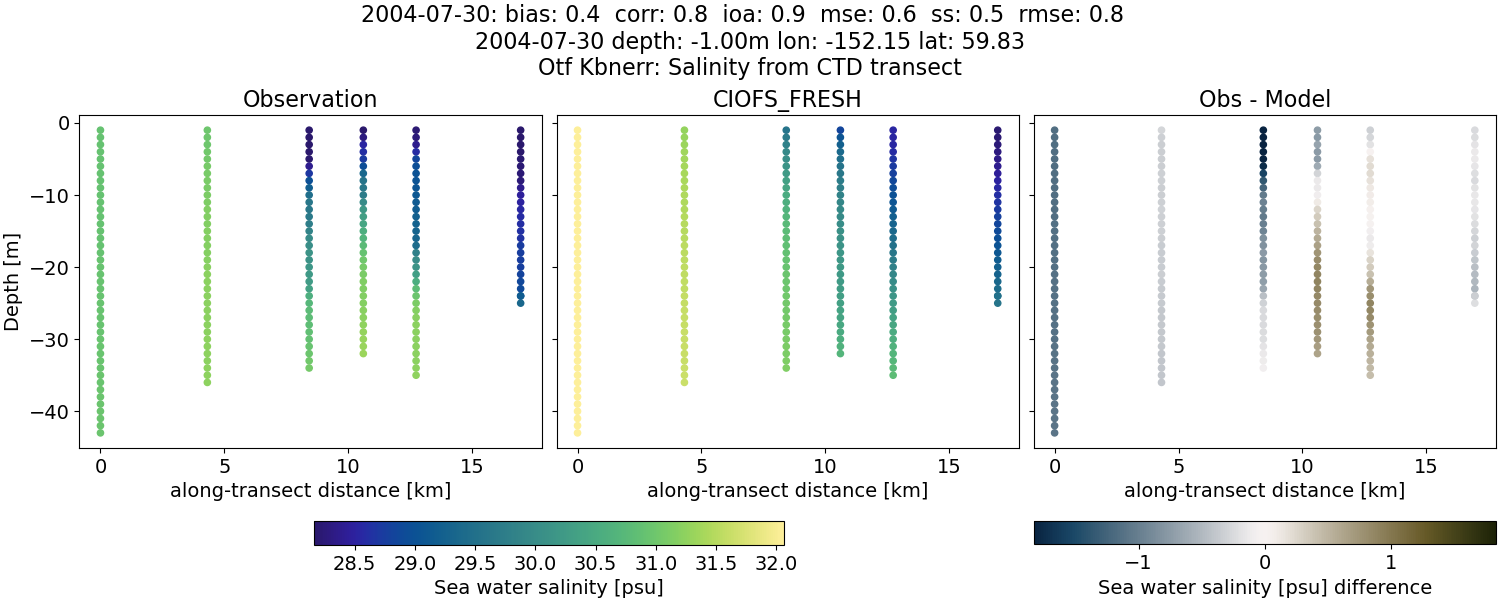 2004-07-30: bias: 0.4  corr: 0.8  ioa: 0.9  mse: 0.6  ss: 0.5  rmse: 0.8
2004-07-30 depth: -1.00m lon: -152.15 lat: 59.83
Otf Kbnerr: Salinity from CTD transect
Observation
CIOFS_FRESH
Obs - Model
Depth [m]
0
−10
−20
−30
−40
0 5 10 15
0 5 10 15
0 5 10 15
along-transect distance [km]
along-transect distance [km]
along-transect distance [km]
28.5 29.0 29.5 30.0 30.5 31.0 31.5 32.0
Sea water salinity [psu]
−1 0 1
Sea water salinity [psu] difference